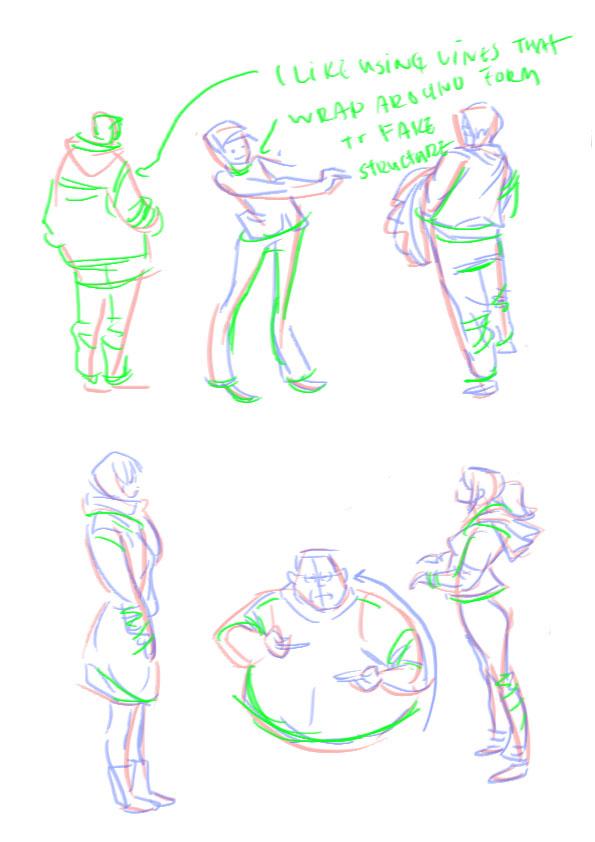 I LIKE USING LINES THAT
WRAP AROUND FORM
TO FAKE
STRUCTURE